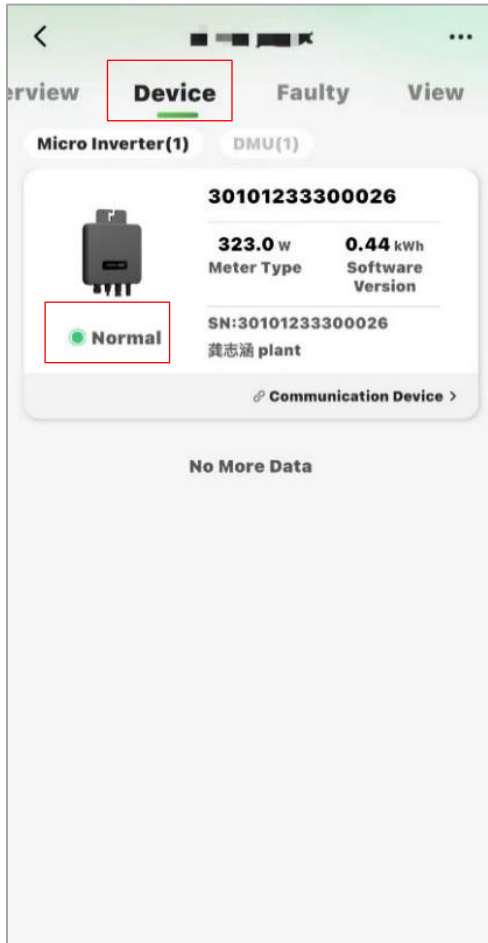 erview Device Faulty View
Micro Inverter(1) DMU(1)
30101233300026
323.0 W 0.44 kWh
Meter Type Software Version
Normal
SN:30101233300026
龚志涵 plant
Communication Device >
No More Data